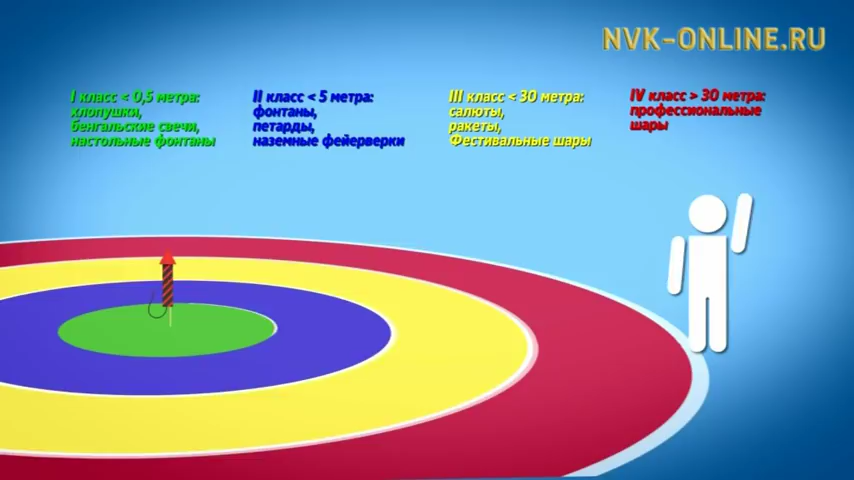 NVK-ONLINE.RU
I класс < 0,5 метра:
хлопушки,
бенгальские свечи,
настольные фонтаны
II класс < 5 метра:
фонтаны,
петарды,
наземные фейерверки
III класс < 30 метра:
салюты,
ракеты,
Фестивальные шары
IV класс > 30 метра:
профессиональные
шары